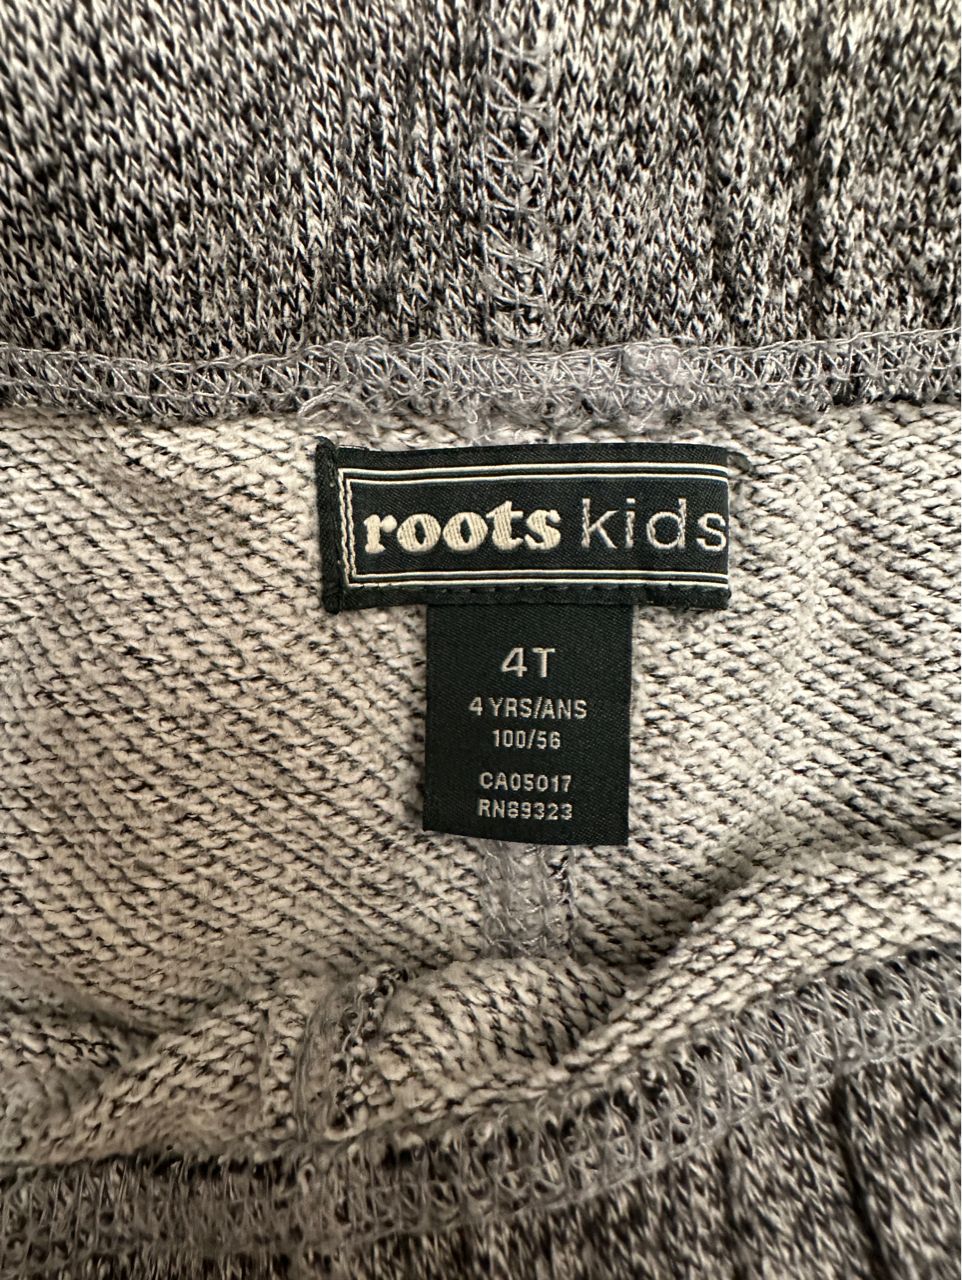 roots kids
4T
4 YRS/ANS
100/56
CA05017
RN69323